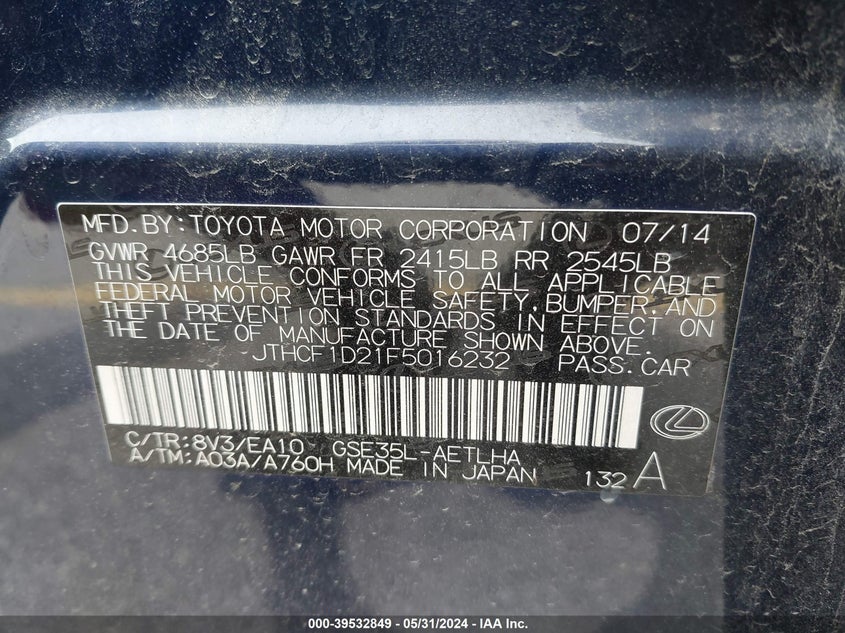 MFD.BY:TOYOTA MOTOR CORPORATION 07/14
GVWR 4685LB GAWR FR 2415LB RR 2545LB
THIS VEHICLE CONFORMS TO ALL APPLICABLE
FEDERAL MOTOR VEHICLE SAFETY,BUMPER,AND
THEFT PREVENTION STANDARDS IN EFFECT ON
THE DATE OF MANUFACTURE SHOWN ABOVE.
JTHCF1D21F5016232 PASS.CAR
C/TR:8V3/EA10 GSE35L-AETLHA
A/TM:A03A/A760H MADE IN JAPAN 132A
000-39532849 - 05/31/2024 - IAA Inc.